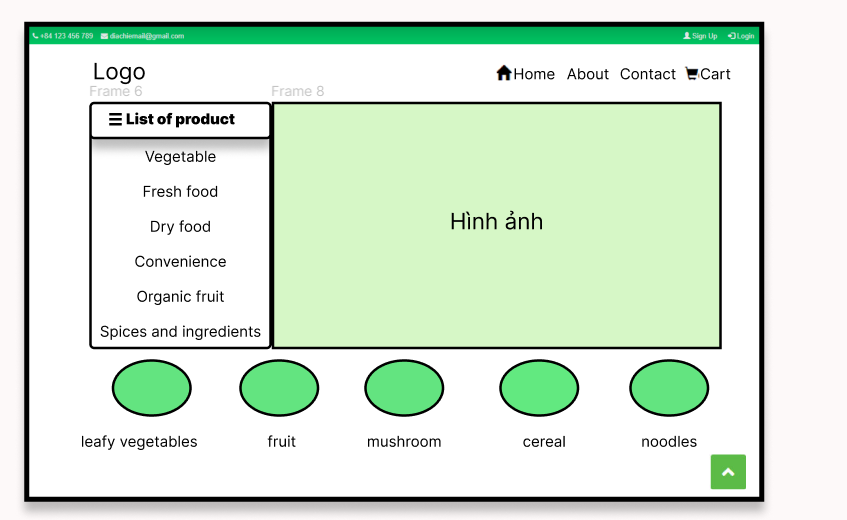 +84 123 456 789 diachiemail@gmail.com Sign Up Login
Logo Home About Contact Cart
Frame 6 Frame 8
☰ List of product
Vegetable
Fresh food
Hình ảnh
Dry food
Convenience
Organic fruit
Spices and ingredients
leafy vegetables fruit mushroom cereal noodles